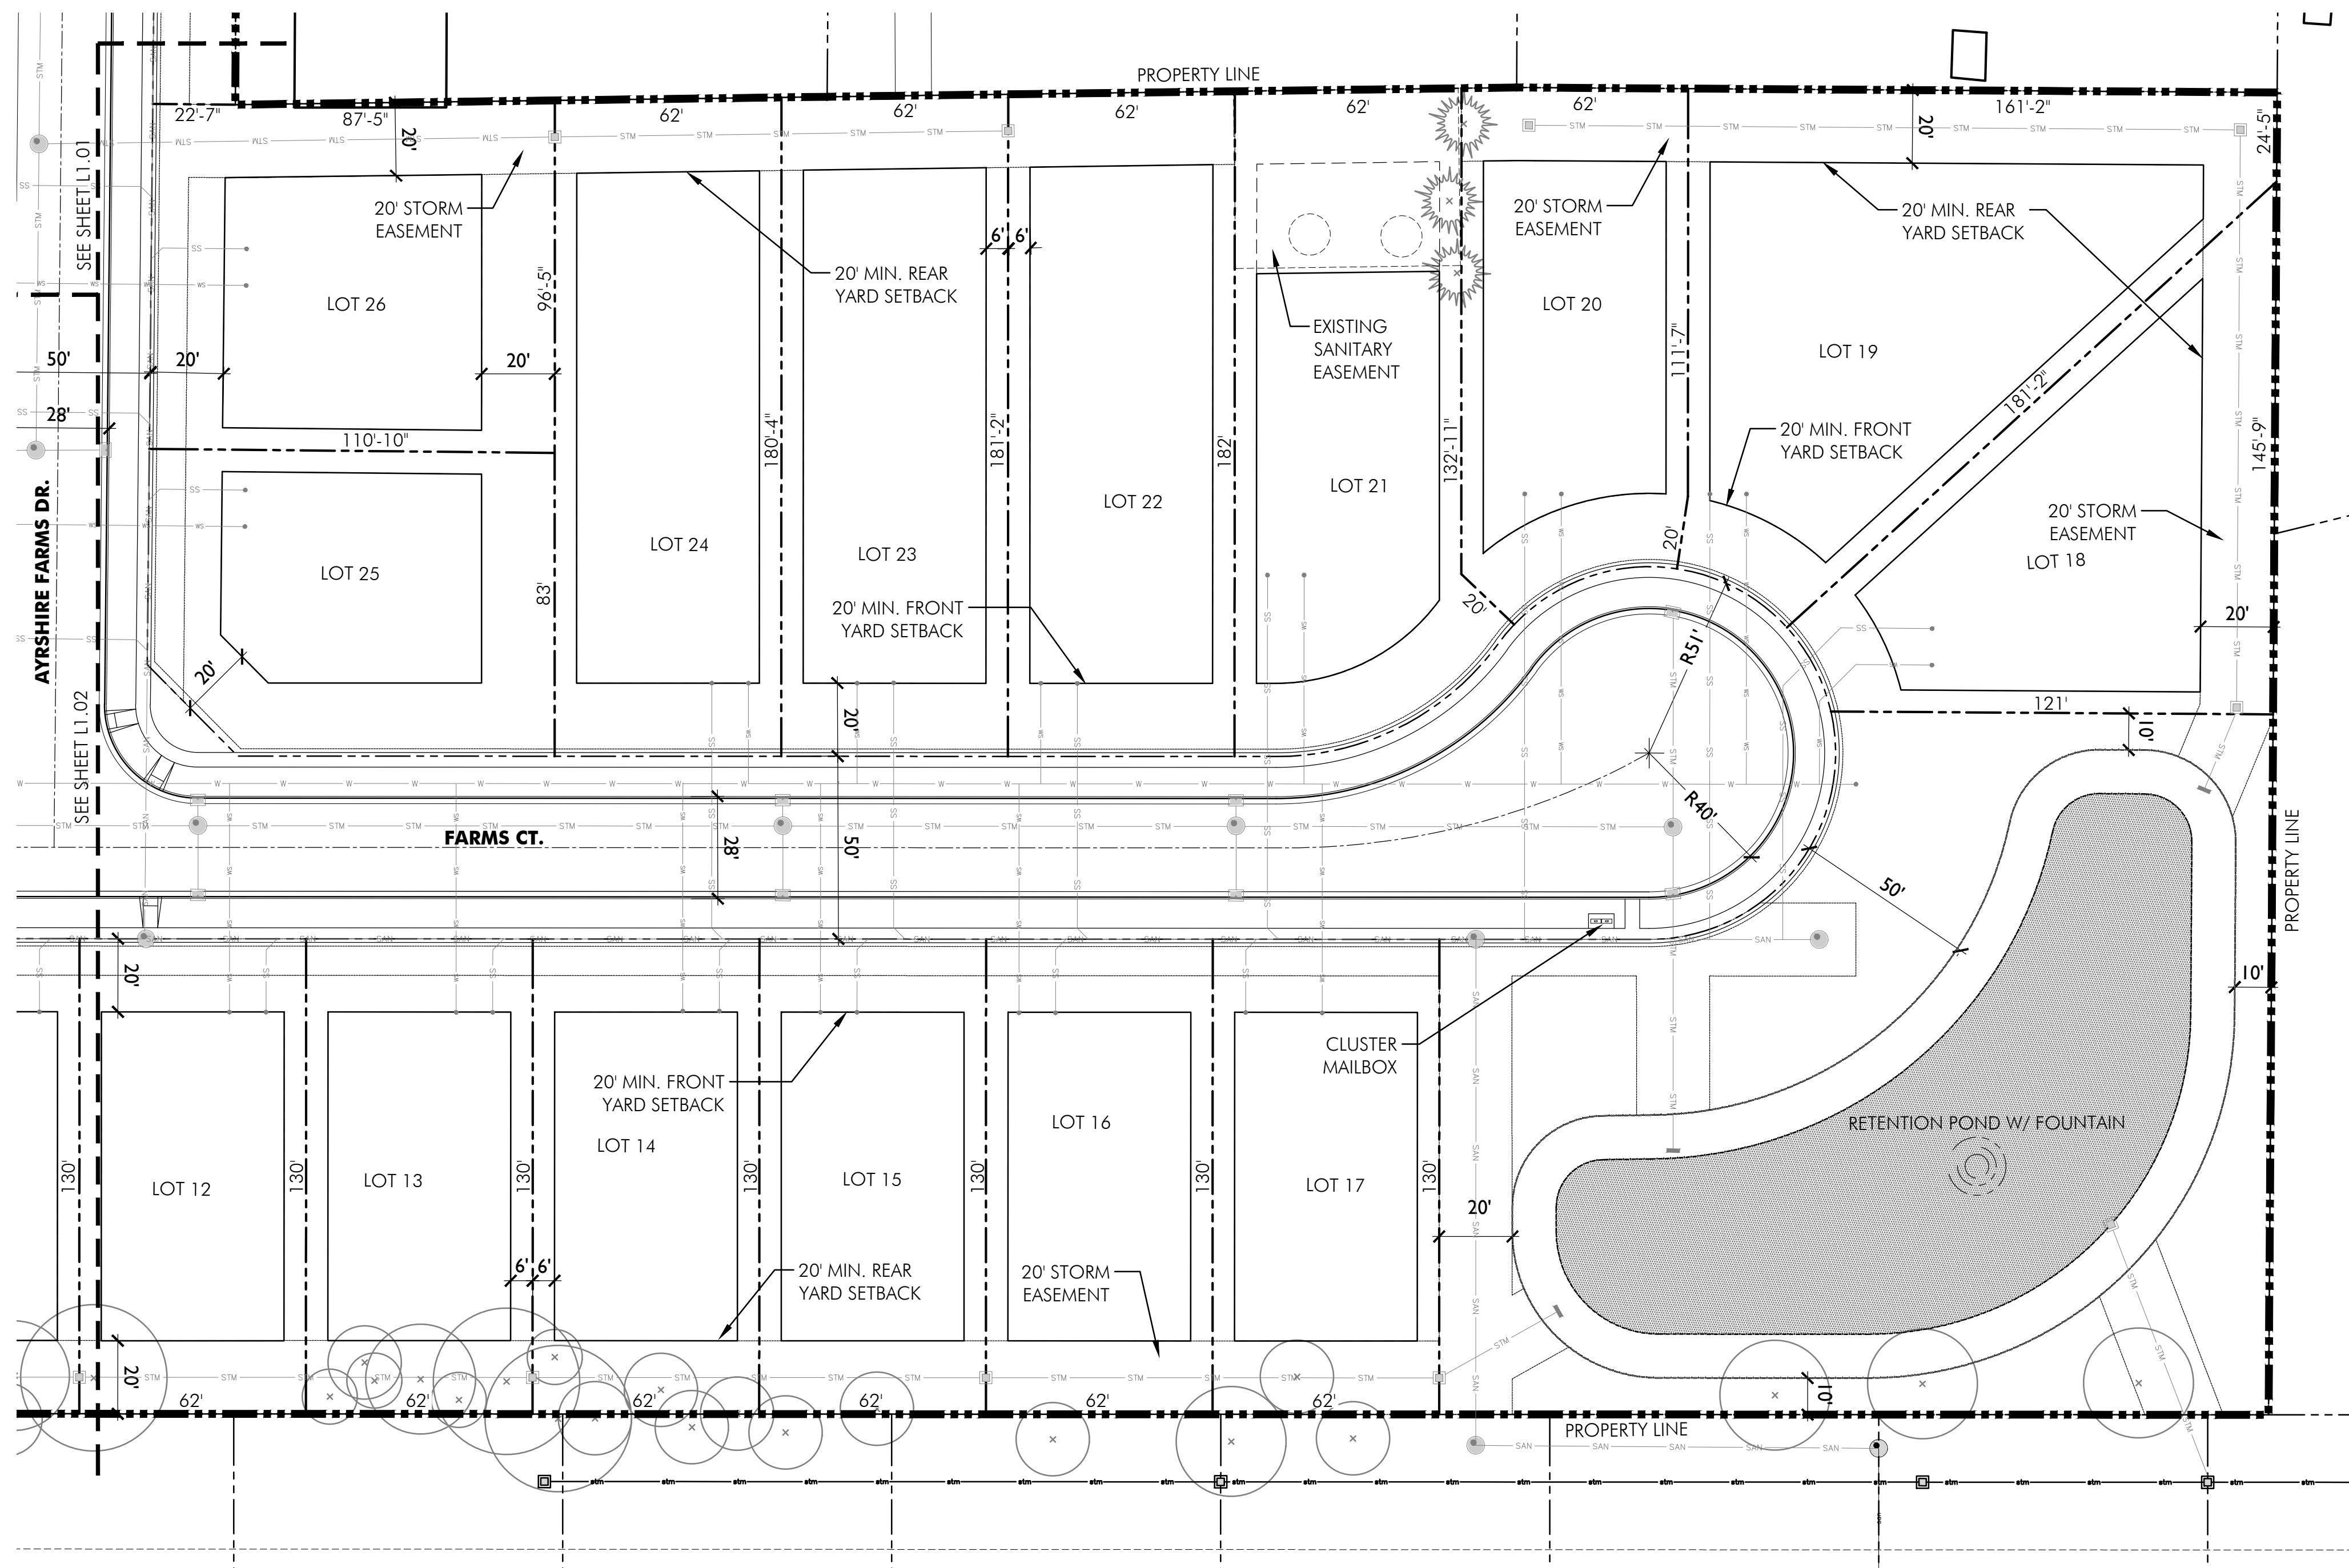 PROPERTY LINE
22'-7"
87'-5"
62'
62'
62'
62'
62'
161'-2"
24'-5"
20'
20'
SEE SHEET L1.01
20' STORM
EASEMENT
20' STORM
EASEMENT
20' MIN. REAR
YARD SETBACK
6'
6'
20' MIN. REAR
YARD SETBACK
96'-5"
LOT 26
LOT 20
EXISTING
SANITARY
EASEMENT
LOT 19
111'-7"
50'
20'
20'
28'
181'-2"
110'-10"
180'-4"
181'-2"
182'
132'-11"
20' MIN. FRONT
YARD SETBACK
145'-9"
LOT 21
LOT 22
20' STORM
EASEMENT
LOT 18
AYRSHIRE FARMS DR.
LOT 24
LOT 23
20'
LOT 25
83'
20' MIN. FRONT
YARD SETBACK
20'
20'
R51'
20'
121'
10'
20'
SEE SHEET L1.02
R40'
FARMS CT.
28'
50'
50'
PROPERTY LINE
20'
10'
CLUSTER
MAILBOX
20' MIN. FRONT
YARD SETBACK
LOT 14
LOT 16
RETENTION POND W/ FOUNTAIN
130'
130'
130'
130'
130'
130'
130'
LOT 12
LOT 13
LOT 15
LOT 17
20'
6'
6'
20' MIN. REAR
YARD SETBACK
20' STORM
EASEMENT
20'
10'
62'
62'
62'
62'
62'
62'
PROPERTY LINE
STM
SAN
SS
WS
W
stm